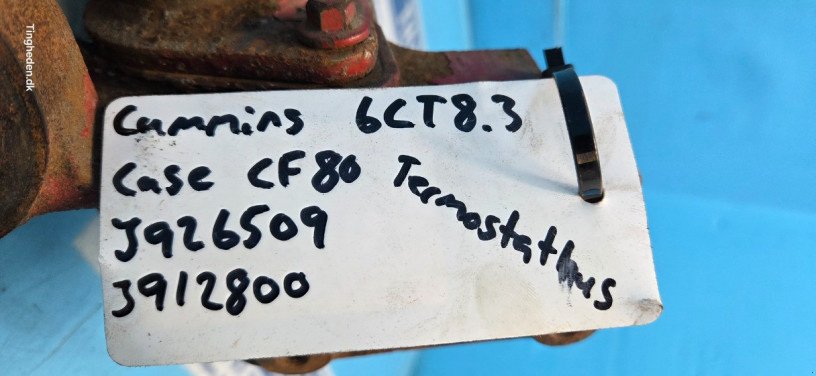 Tingheden.dk
Cummins 6CT8.3
Case CF80
Termostathus
J926509
J912800